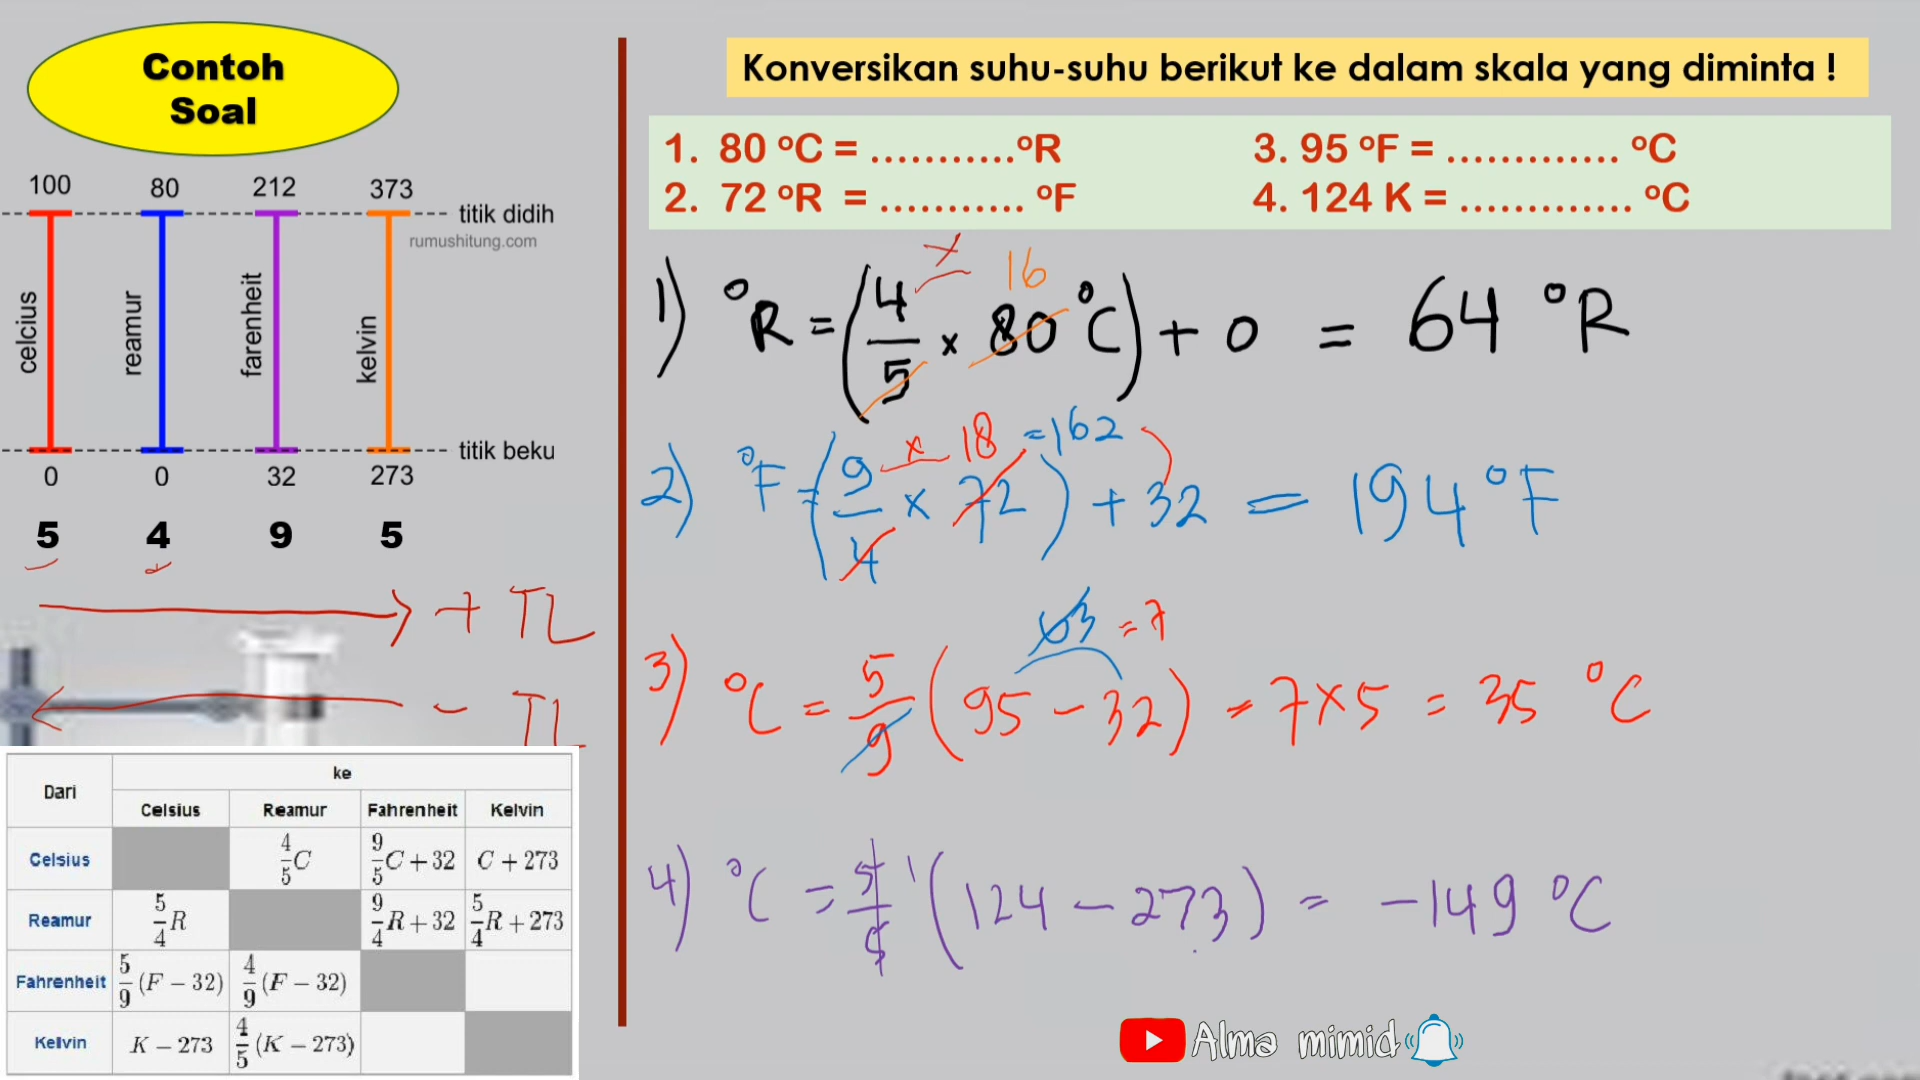 Contoh
Soal
100 80 212 373
titik didih
rumushitung.com
celcius reamur farenheit kelvin
titik beku
0 0 32 273
5 4 9 5
+ TL
- TL
Dari ke
Celsius Reamur Fahrenheit Kelvin
Celsius 4/5 C 9/5 C + 32 C + 273
Reamur 5/4 R 9/4 R + 32 5/4 R + 273
Fahrenheit 5/9 (F − 32) 4/9 (F − 32)
Kelvin K − 273 4/5 (K − 273)
Konversikan suhu-suhu berikut ke dalam skala yang diminta !
1. 80 °C = ...........°R
2. 72 °R = ........... °F
3. 95 °F = ............. °C
4. 124 K = ............. °C
x 16
1) °R = (4/5 x 80 °C) + 0 = 64 °R
x 18 = 162
2) °F = (9/4 x 72) + 32 = 194 °F
63 = 7
3) °C = 5/9 (95 - 32) = 7 x 5 = 35 °C
4) °C = 5/5 1 (124 - 273) = -149 °C
Alma mimid